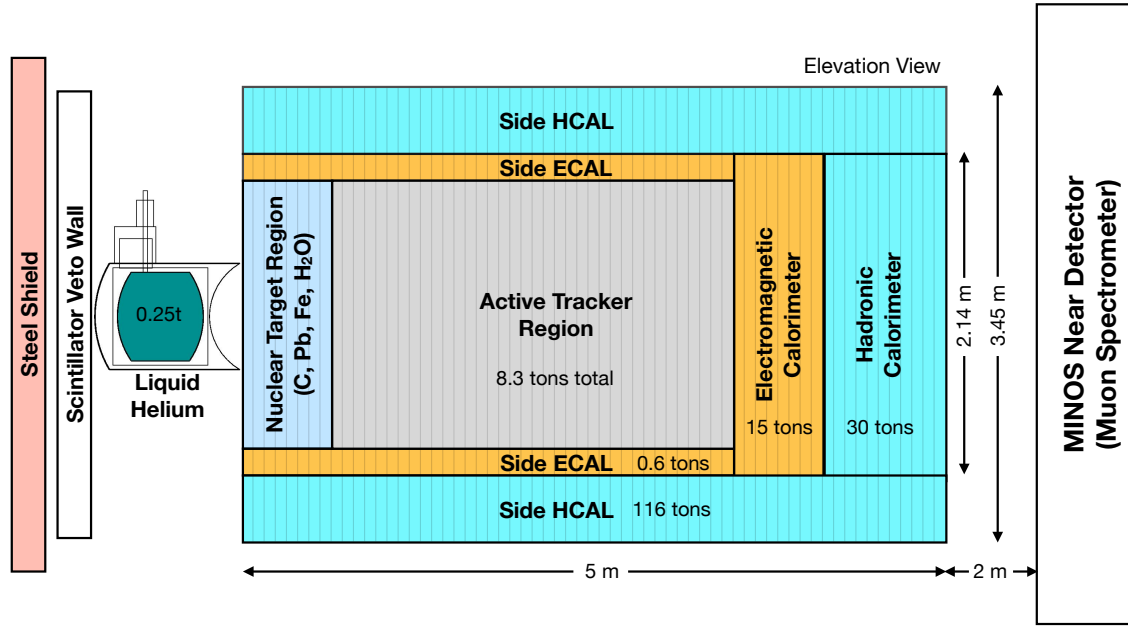 Elevation View
Steel Shield
Scintillator Veto Wall
0.25t
Liquid
Helium
Side HCAL
Side ECAL
Nuclear Target Region
(C, Pb, Fe, H₂O)
Active Tracker
Region
8.3 tons total
Electromagnetic
Calorimeter
15 tons
Hadronic
Calorimeter
30 tons
Side ECAL 0.6 tons
Side HCAL 116 tons
2.14 m
3.45 m
5 m
2 m
MINOS Near Detector
(Muon Spectrometer)